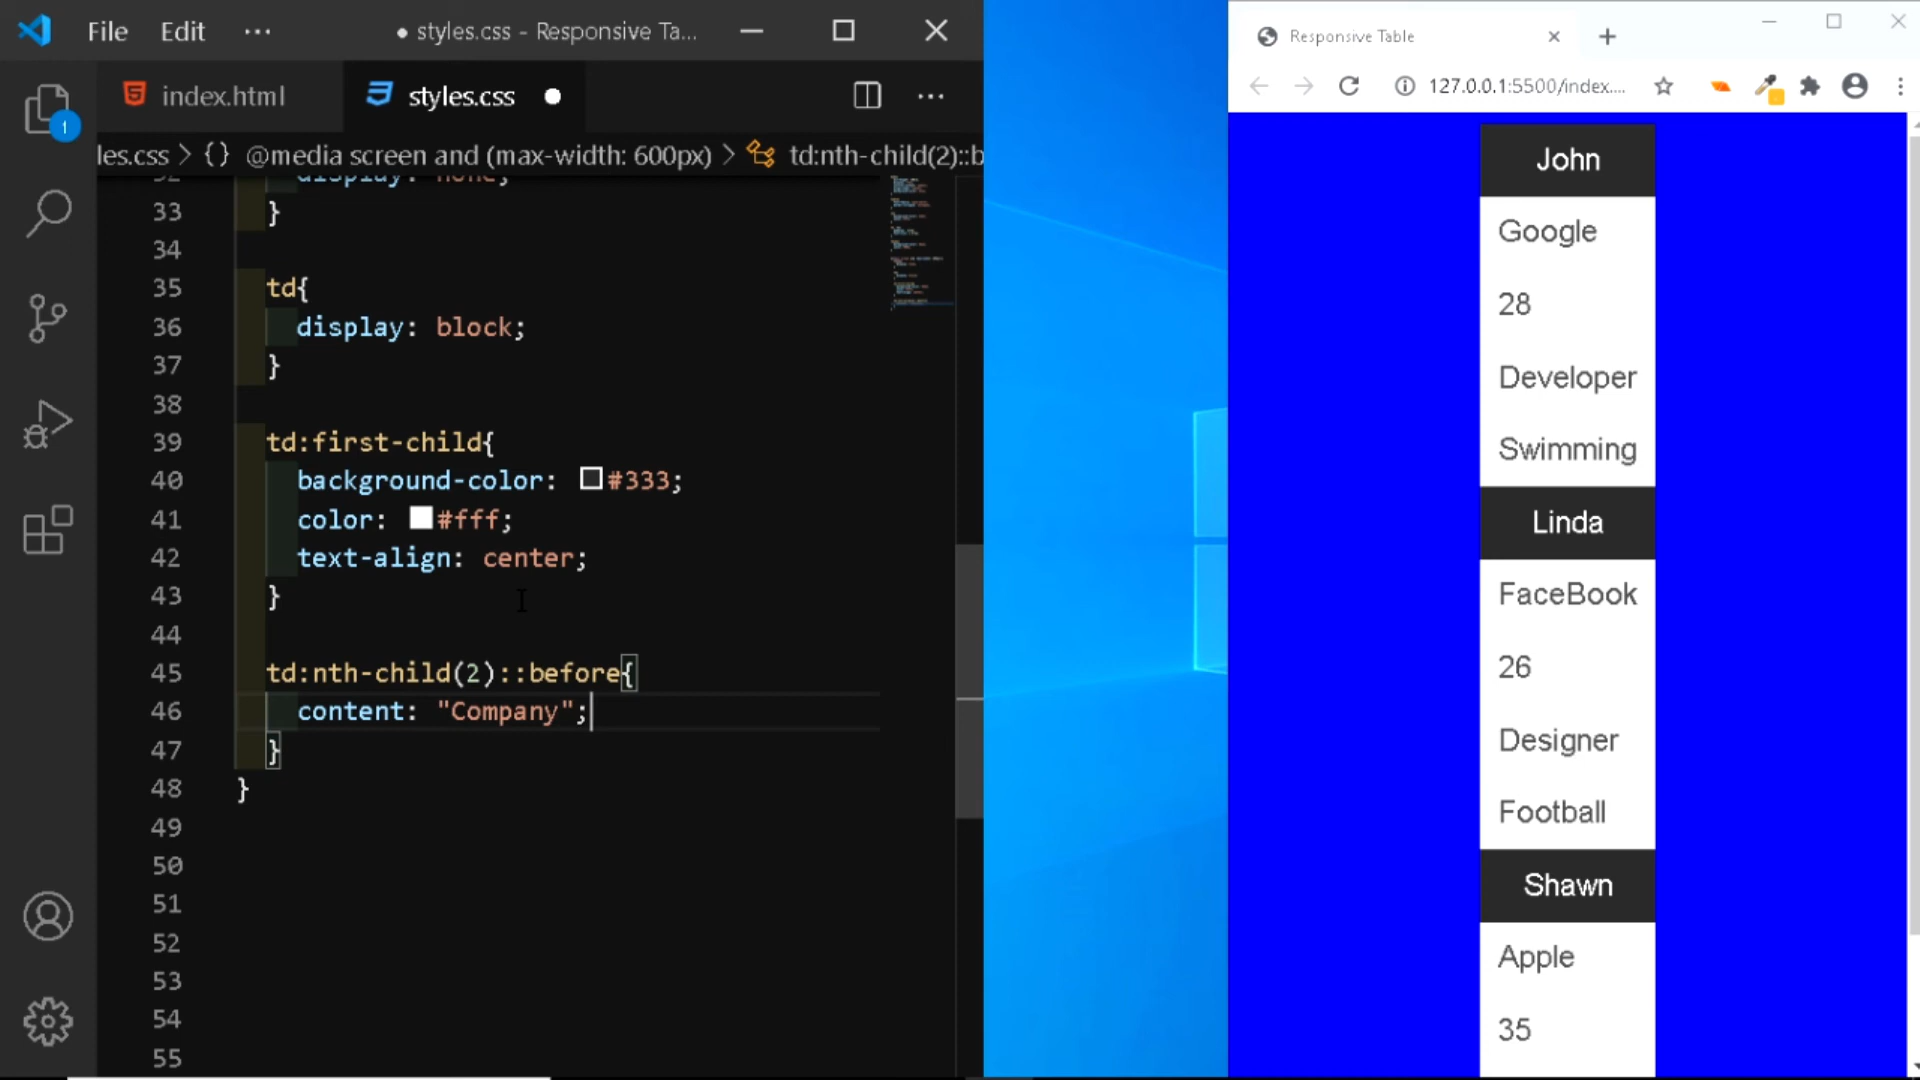 File Edit ··· ● styles.css - Responsive Ta...
index.html styles.css ● ···
les.css > {} @media screen and (max-width: 600px) > td:nth-child(2)::b
1
32 display: none;
33 }
34
35 td{
36 display: block;
37 }
38
39 td:first-child{
40 background-color: #333;
41 color: #fff;
42 text-align: center;
43 }
44
45 td:nth-child(2)::before{
46 content: "Company";
47 }
48 }
49
50
51
52
53
54
55
Responsive Table
127.0.0.1:5500/index....
John
Google
28
Developer
Swimming
Linda
FaceBook
26
Designer
Football
Shawn
Apple
35